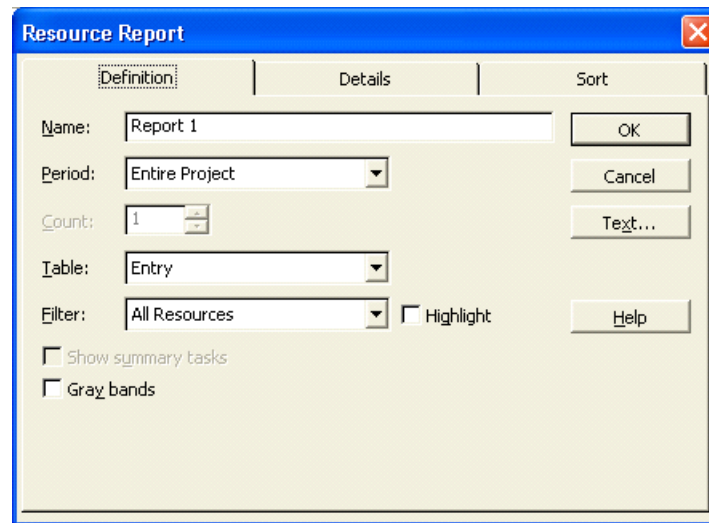 Resource Report
Definition Details Sort
Name: Report 1 OK
Period: Entire Project Cancel
Count: 1 Text...
Table: Entry
Filter: All Resources Highlight Help
Show summary tasks
Gray bands